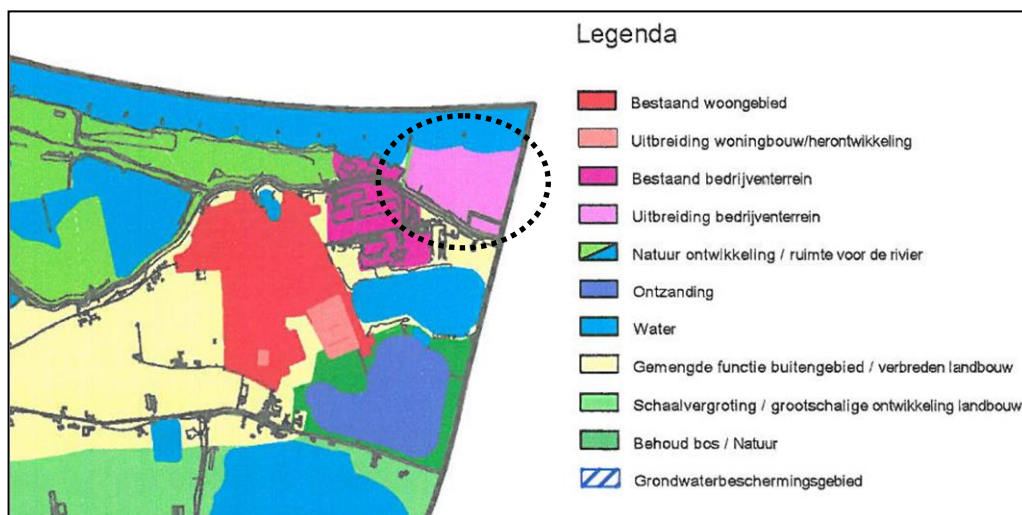 Legenda
Bestaand woongebied
Uitbreiding woningbouw/herontwikkeling
Bestaand bedrijventerrein
Uitbreiding bedrijventerrein
Natuur ontwikkeling / ruimte voor de rivier
Ontzanding
Water
Gemengde functie buitengebied / verbreden landbouw
Schaalvergroting / grootschalige ontwikkeling landbouw
Behoud bos / Natuur
Grondwaterbeschermingsgebied